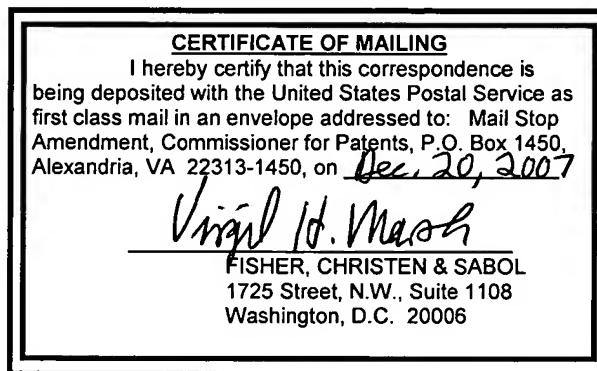 CERTIFICATE OF MAILING
I hereby certify that this correspondence is
being deposited with the United States Postal Service as
first class mail in an envelope addressed to: Mail Stop
Amendment, Commissioner for Patents, P.O. Box 1450,
Alexandria, VA 22313-1450, on Dec. 20, 2007
Virgil H. Marsh
FISHER, CHRISTEN & SABOL
1725 Street, N.W., Suite 1108
Washington, D.C. 20006